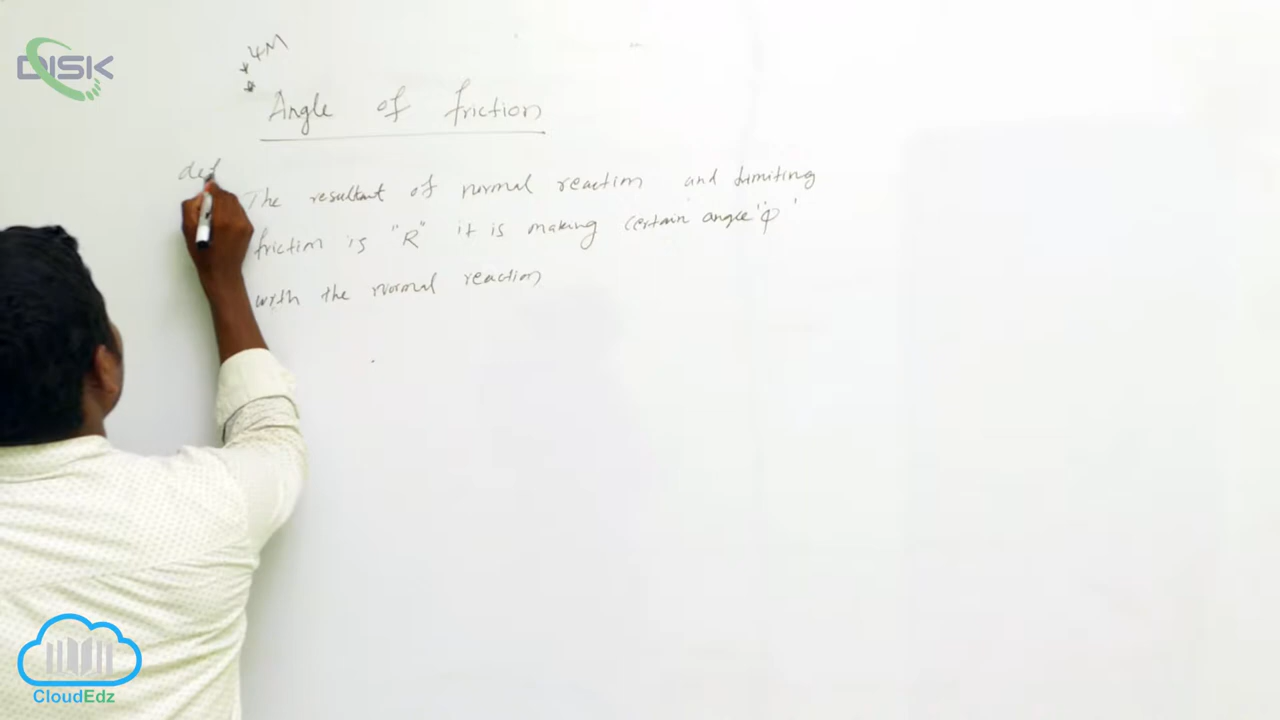 DISK
4M
Angle of friction
def
The resultant of normal reaction and limiting
friction is "R" it is making certain angle "φ"
with the normal reaction
CloudEdz